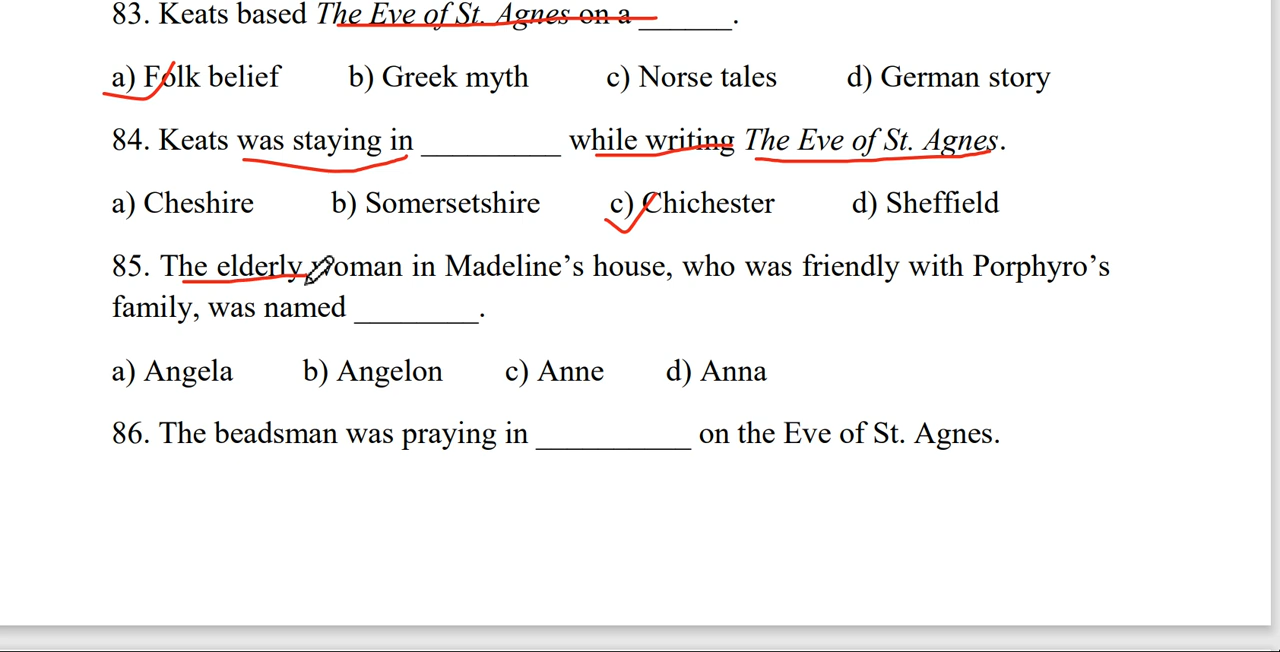 83. Keats based The Eve of St. Agnes on a ______.
a) Folk belief b) Greek myth c) Norse tales d) German story
84. Keats was staying in _________ while writing The Eve of St. Agnes.
a) Cheshire b) Somersetshire c) Chichester d) Sheffield
85. The elderly woman in Madeline’s house, who was friendly with Porphyro’s
family, was named ________.
a) Angela b) Angelon c) Anne d) Anna
86. The beadsman was praying in __________ on the Eve of St. Agnes.